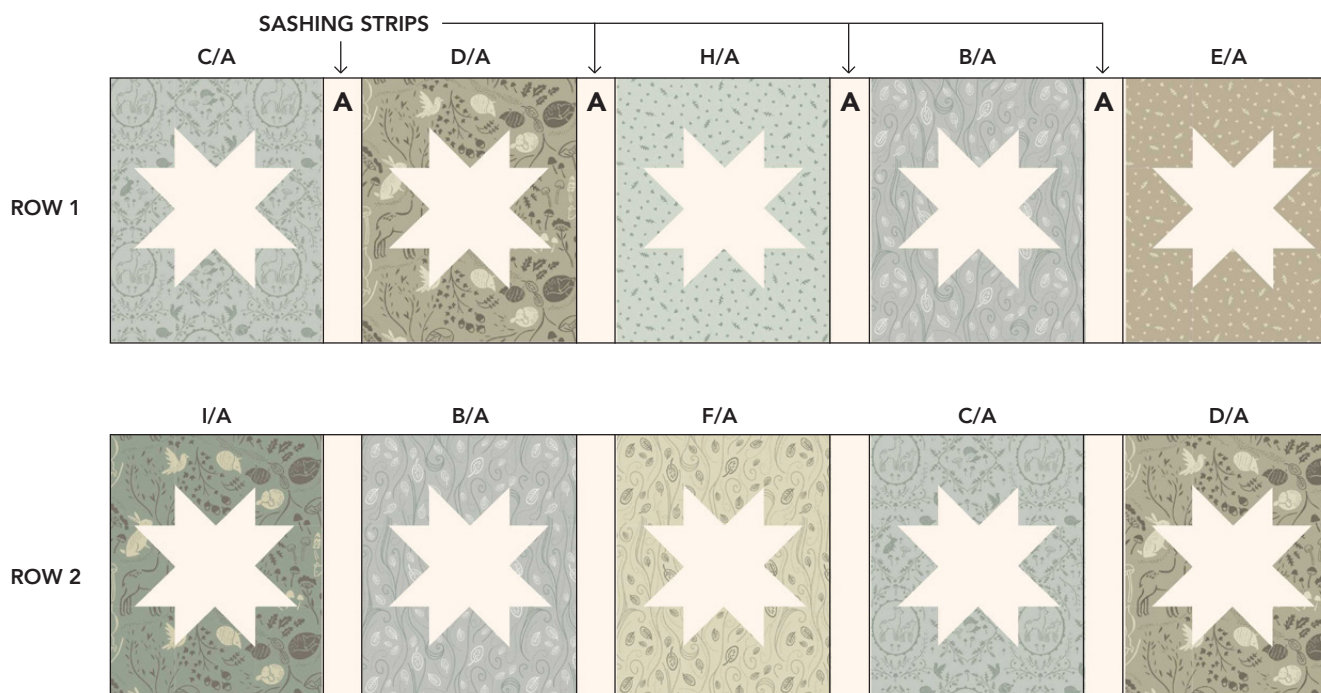 SASHING STRIPS
C/A D/A H/A B/A E/A
A A A A
ROW 1
I/A B/A F/A C/A D/A
ROW 2